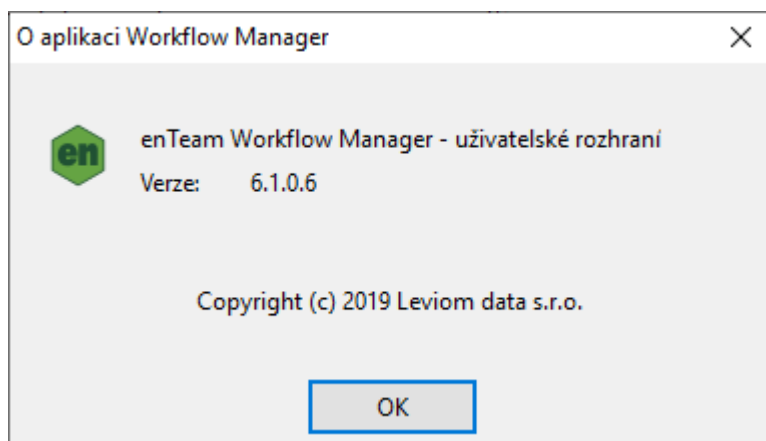 O aplikaci Workflow Manager
en
enTeam Workflow Manager - uživatelské rozhraní
Verze: 6.1.0.6
Copyright (c) 2019 Leviom data s.r.o.
OK